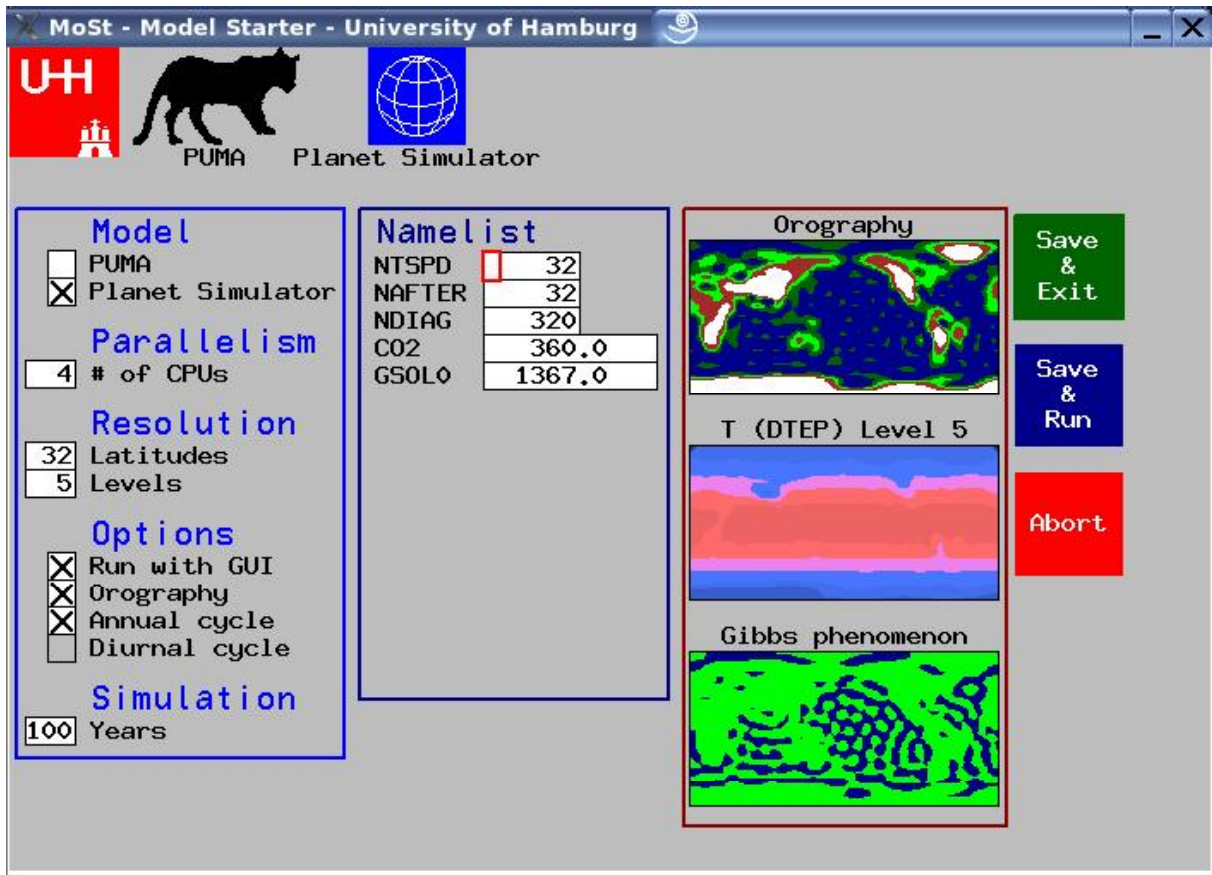 MoSt - Model Starter - University of Hamburg
UHH
PUMA
Planet Simulator
Model
PUMA
Planet Simulator
Parallelism
4 # of CPUs
Resolution
32 Latitudes
5 Levels
Options
Run with GUI
Orography
Annual cycle
Diurnal cycle
Simulation
100 Years
Namelist
NTSPD 32
NAFTER 32
NDIAG 320
CO2 360.0
GSOL0 1367.0
Orography
T (DTEP) Level 5
Gibbs phenomenon
Save
&
Exit
Save
&
Run
Abort